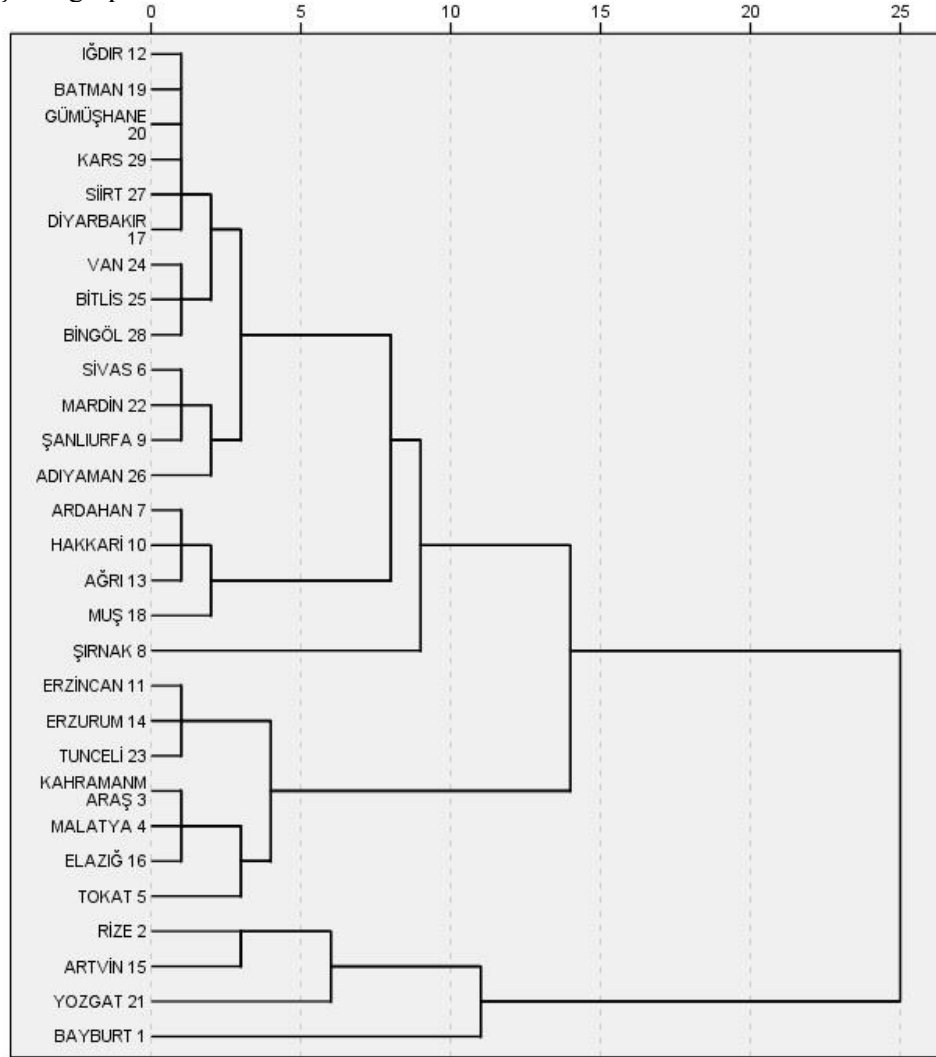 0 5 10 15 20 25
IĞDIR 12
BATMAN 19
GÜMÜŞHANE
20
KARS 29
SİİRT 27
DİYARBAKIR
17
VAN 24
BİTLİS 25
BİNGÖL 28
SİVAS 6
MARDİN 22
ŞANLIURFA 9
ADIYAMAN 26
ARDAHAN 7
HAKKARİ 10
AĞRI 13
MUŞ 18
ŞIRNAK 8
ERZİNCAN 11
ERZURUM 14
TUNCELİ 23
KAHRAMANM
ARAŞ 3
MALATYA 4
ELAZIĞ 16
TOKAT 5
RİZE 2
ARTVİN 15
YOZGAT 21
BAYBURT 1